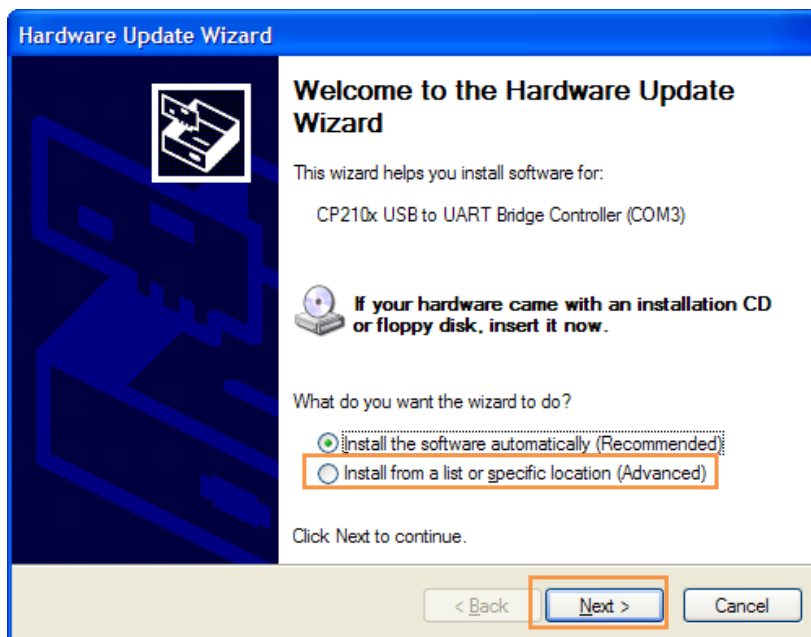 Hardware Update Wizard
Welcome to the Hardware Update
Wizard
This wizard helps you install software for:
CP210x USB to UART Bridge Controller (COM3)
If your hardware came with an installation CD
or floppy disk, insert it now.
What do you want the wizard to do?
Install the software automatically (Recommended)
Install from a list or specific location (Advanced)
Click Next to continue.
< Back
Next >
Cancel